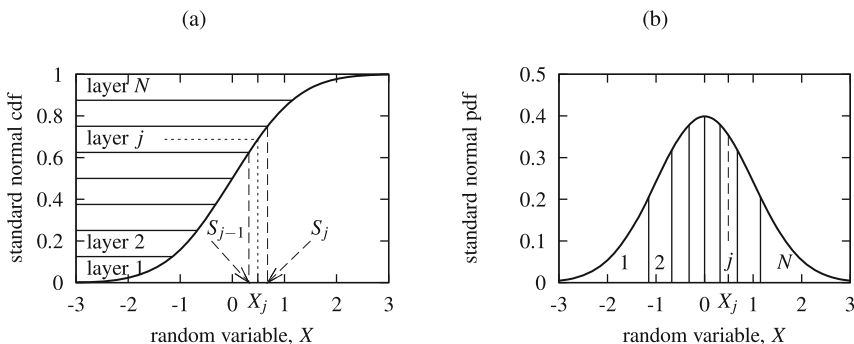 (a)
standard normal cdf
1
0.8
0.6
0.4
0.2
0
layer N
layer j
layer 2
layer 1
S_{j−1}
S_j
-3 -2 -1 0 X_j 1 2 3
random variable, X
(b)
standard normal pdf
0.5
0.4
0.3
0.2
0.1
0
1 2 j N
-3 -2 -1 0 X_j 1 2 3
random variable, X